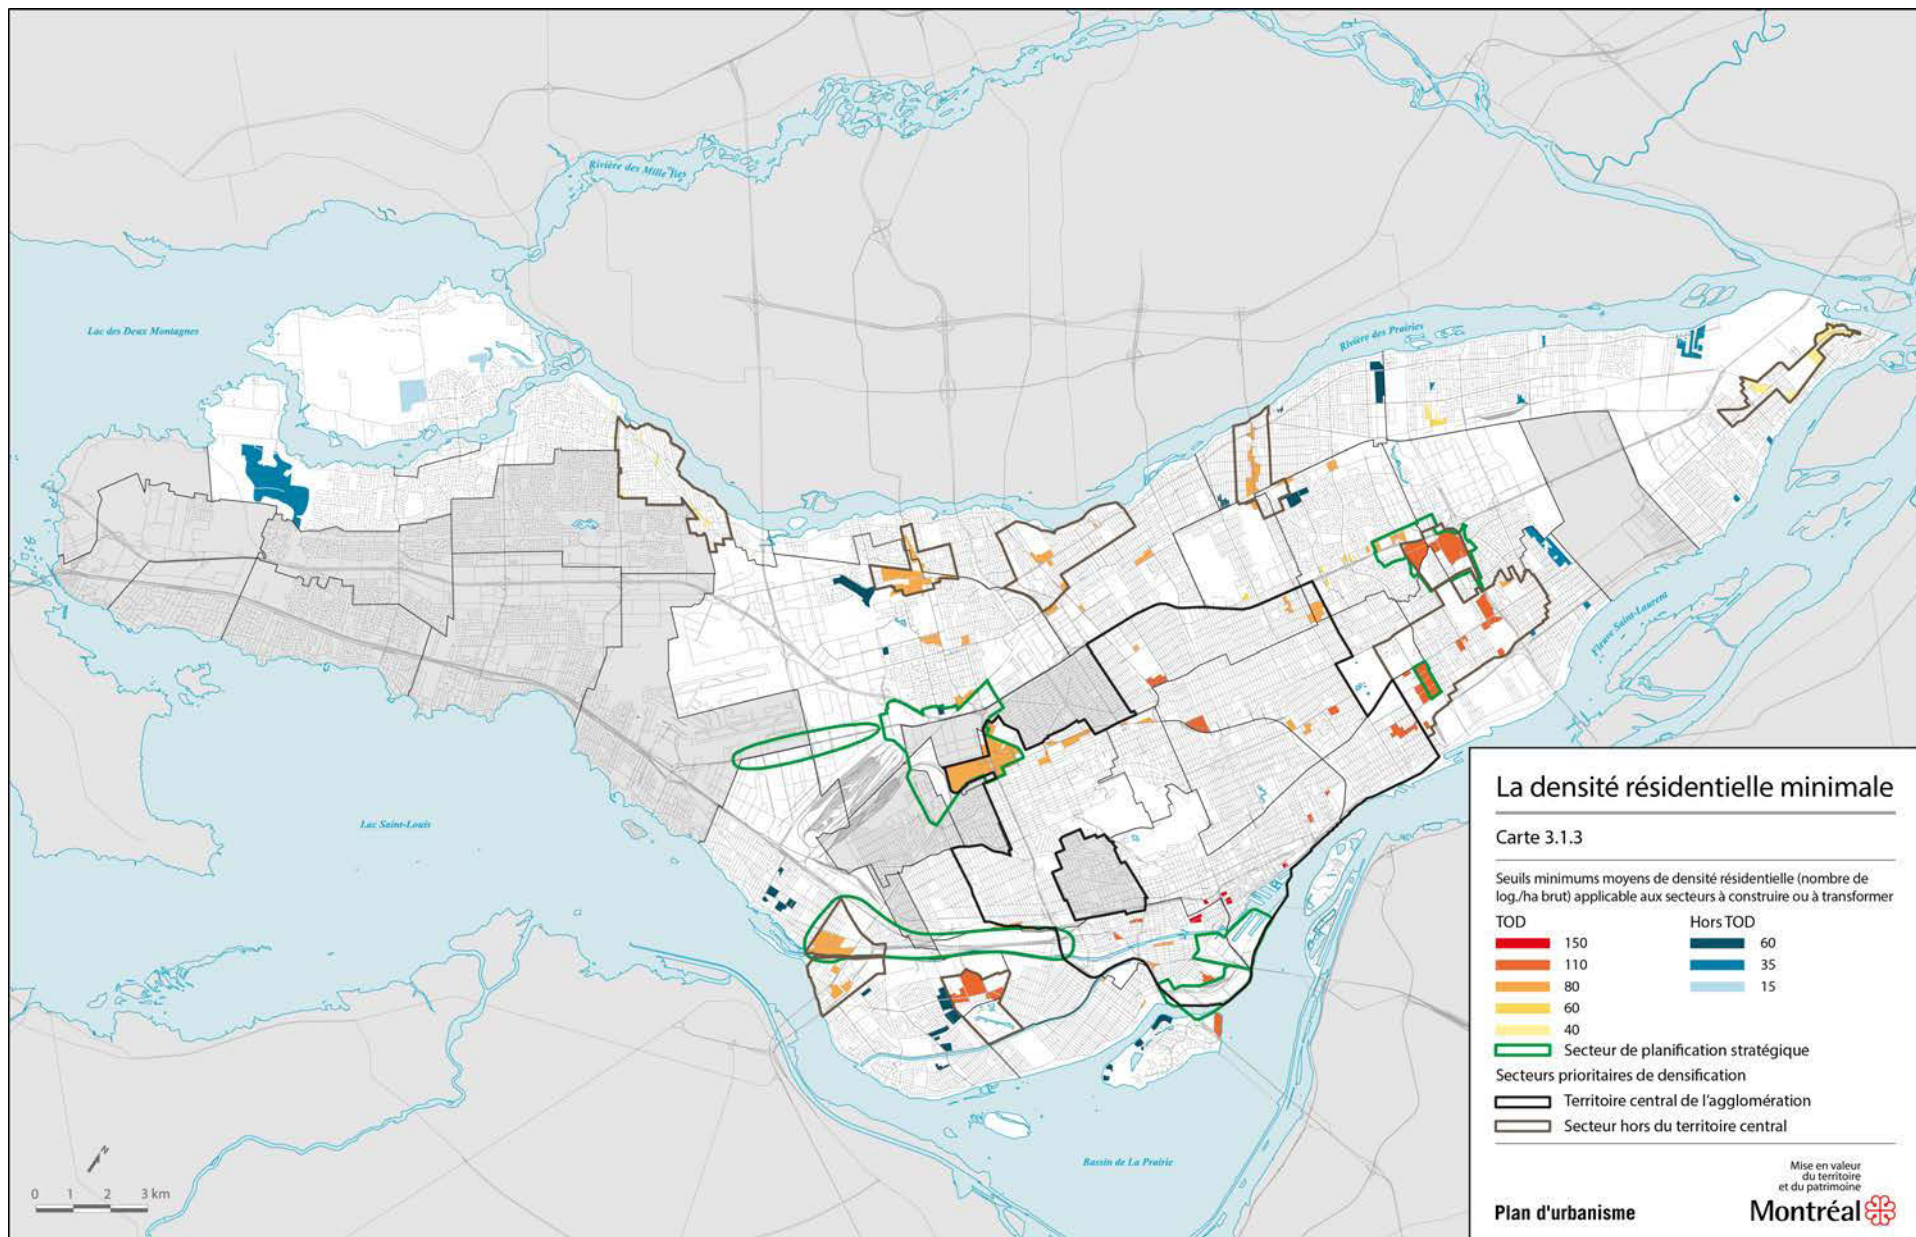 Rivière des Mille Îles
Lac des Deux Montagnes
Rivière des Prairies
Fleuve Saint-Laurent
Lac Saint-Louis
Bassin de La Prairie
N
0 1 2 3 km
La densité résidentielle minimale
Carte 3.1.3
Seuils minimums moyens de densité résidentielle (nombre de
log./ha brut) applicable aux secteurs à construire ou à transformer
TOD
150
110
80
60
40
Hors TOD
60
35
15
Secteur de planification stratégique
Secteurs prioritaires de densification
Territoire central de l'agglomération
Secteur hors du territoire central
Mise en valeur
du territoire
et du patrimoine
Plan d'urbanisme
Montréal